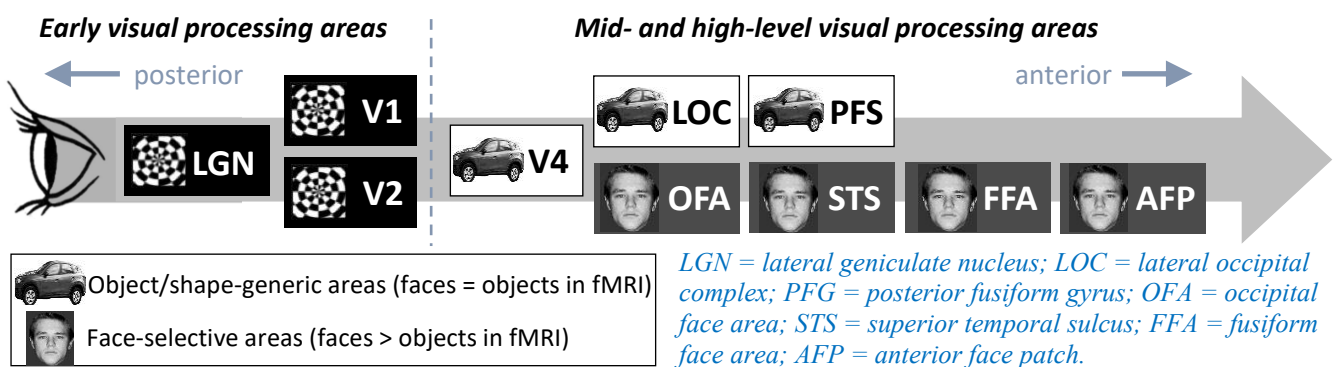 Early visual processing areas
Mid- and high-level visual processing areas
posterior
anterior
LGN
V1
V2
V4
LOC
PFS
OFA
STS
FFA
AFP
Object/shape-generic areas (faces = objects in fMRI)
Face-selective areas (faces > objects in fMRI)
LGN = lateral geniculate nucleus; LOC = lateral occipital
complex; PFG = posterior fusiform gyrus; OFA = occipital
face area; STS = superior temporal sulcus; FFA = fusiform
face area; AFP = anterior face patch.